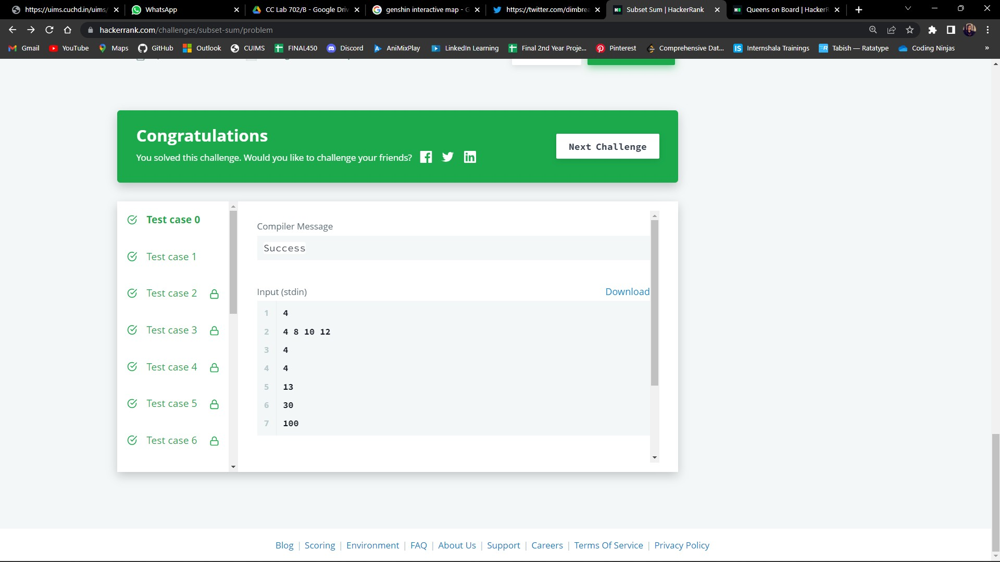 https://uims.cuchd.in/uims/
WhatsApp
CC Lab 702/B - Google Driv
genshin interactive map - G
https://twitter.com/dimbrea
Subset Sum | HackerRank
Queens on Board | HackerR
hackerrank.com/challenges/subset-sum/problem
Gmail
YouTube
Maps
GitHub
Outlook
CUIMS
FINAL450
Discord
AniMixPlay
LinkedIn Learning
Final 2nd Year Proje...
Pinterest
Comprehensive Dat...
Internshala Trainings
Tabish — Ratatype
Coding Ninjas
»
Congratulations
You solved this challenge. Would you like to challenge your friends?
Next Challenge
Test case 0
Test case 1
Test case 2
Test case 3
Test case 4
Test case 5
Test case 6
Compiler Message
Success
Input (stdin)
Download
1 4
2 4 8 10 12
3 4
4 4
5 13
6 30
7 100
Blog | Scoring | Environment | FAQ | About Us | Support | Careers | Terms Of Service | Privacy Policy